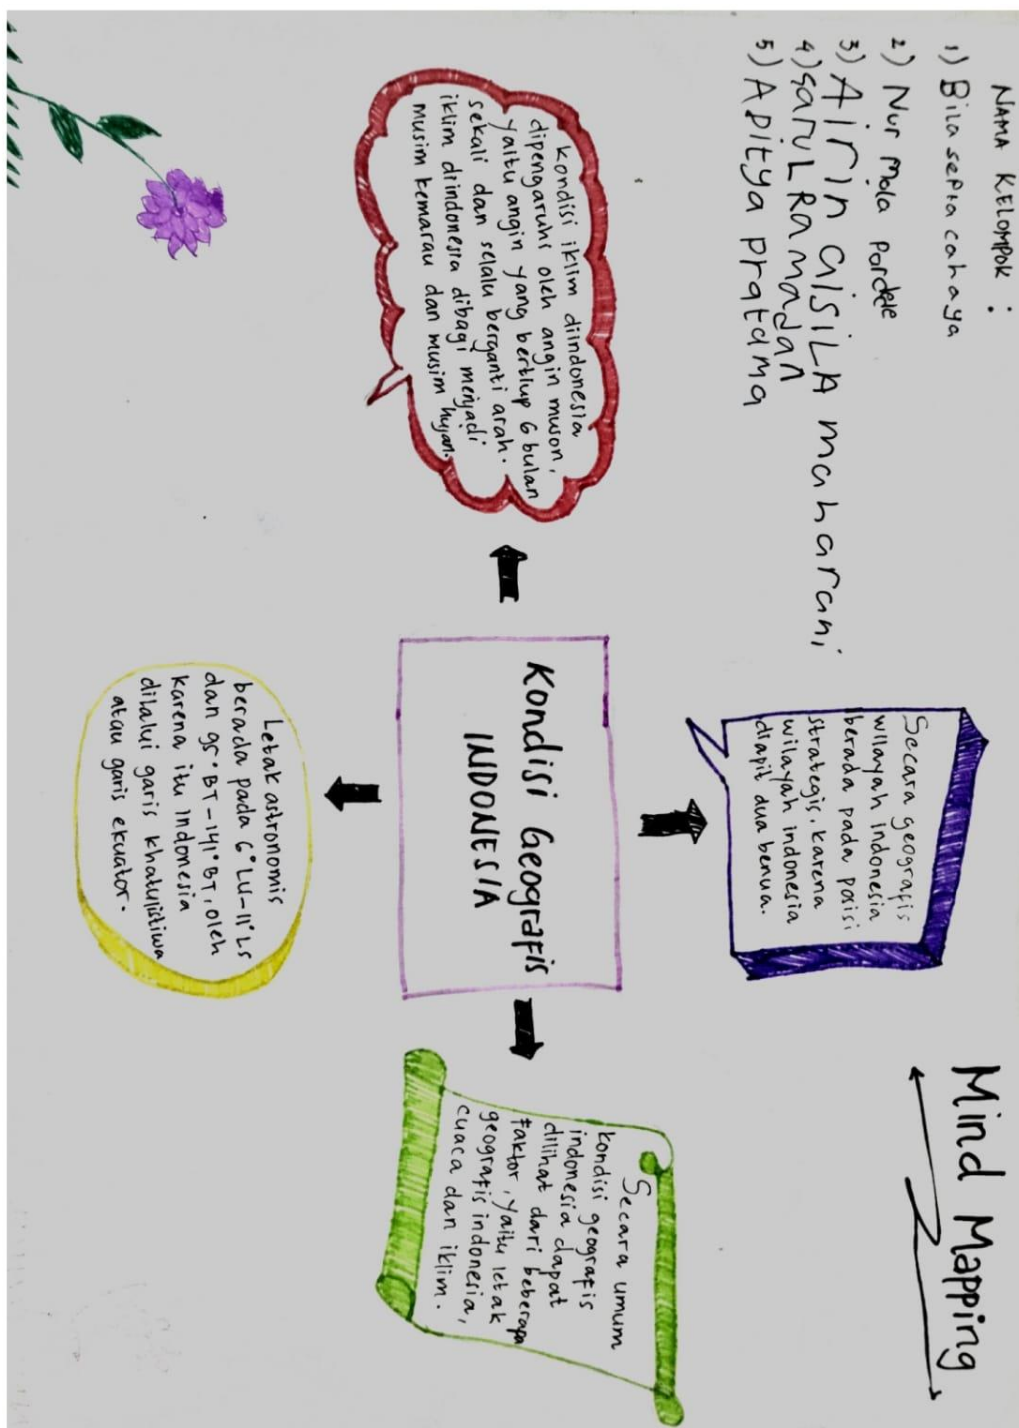 NAMA KELOMPOK :
1) Bila septa cahaya
2) Nur mala Pardede
3) Airin aisiLA maharani
4) SaruL Ramadan
5) Aditya pratama
Mind Mapping
Kondisi Geografis
INDONESIA
Secara geografis
wilayah indonesia
berada pada posisi
strategis, karena
wilayah indonesia
diapit dua benua.
kondisi iklim diindonesia
dipengaruhi oleh angin muson,
yaitu angin yang bertiup 6 bulan
sekali dan selalu berganti arah.
iklim diindonesia dibagi menjadi
musim kemarau dan musim hujan.
Secara umum
kondisi geografis
indonesia dapat
dilihat dari beberapa
faktor, yaitu letak
geografis indonesia,
cuaca dan iklim.
Letak astronomis
berada pada 6°LU-11°LS
dan 95°BT-141°BT, oleh
karena itu indonesia
dilalui garis khatulistiwa
atau garis ekuator.